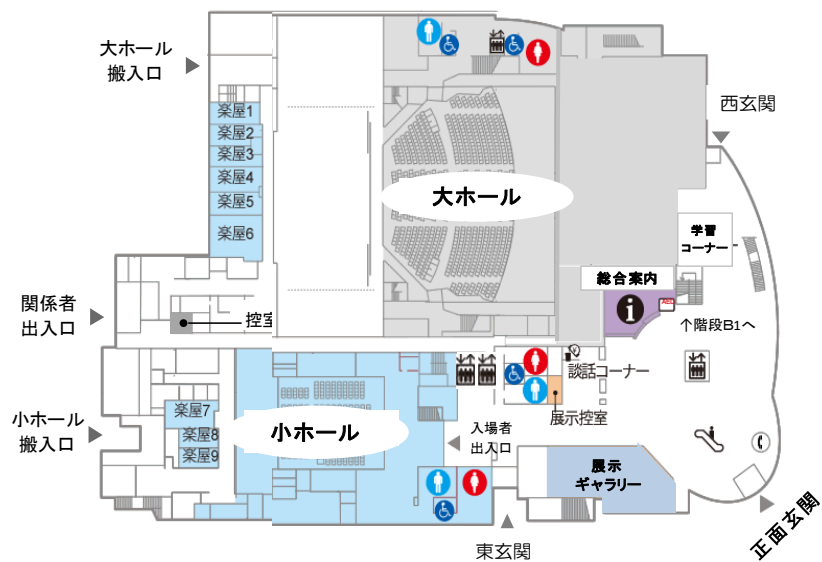 大ホール
搬入口
西玄関
楽屋1
楽屋2
楽屋3
楽屋4
楽屋5
楽屋6
大ホール
学習
コーナー
総合案内
i
AED
関係者
出入口
控室
个階段B1へ
談話コーナー
展示控室
小ホール
搬入口
楽屋7
楽屋8
楽屋9
小ホール
入場者
出入口
展示
ギャラリー
正面玄関
東玄関